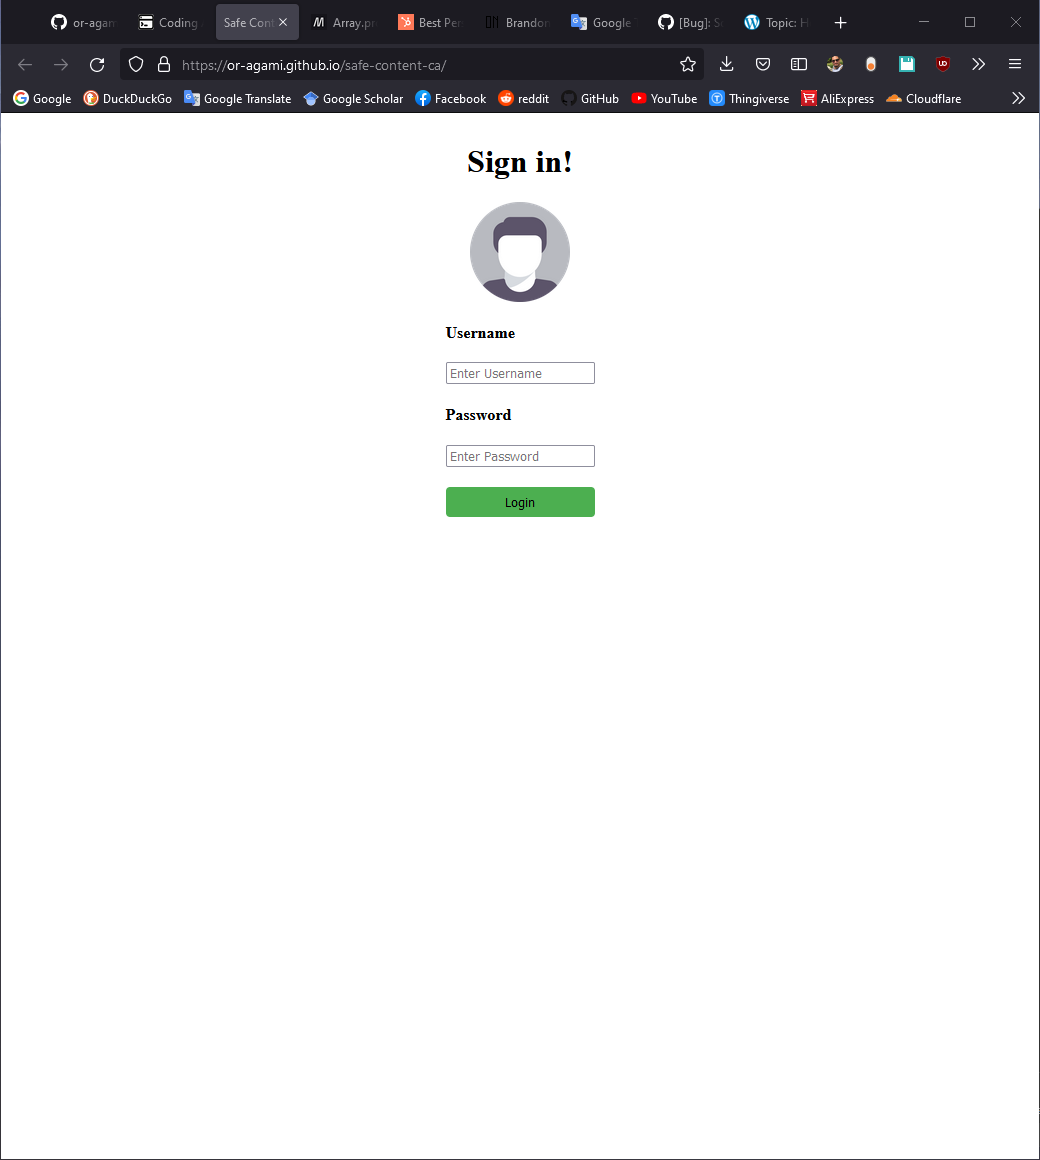 or-agam Coding Safe Cont Array.pr Best Per Brandon Google [Bug]: S Topic: H
https://or-agami.github.io/safe-content-ca/
Google DuckDuckGo Google Translate Google Scholar Facebook reddit GitHub YouTube Thingiverse AliExpress Cloudflare
Sign in!
Username
Enter Username
Password
Enter Password
Login